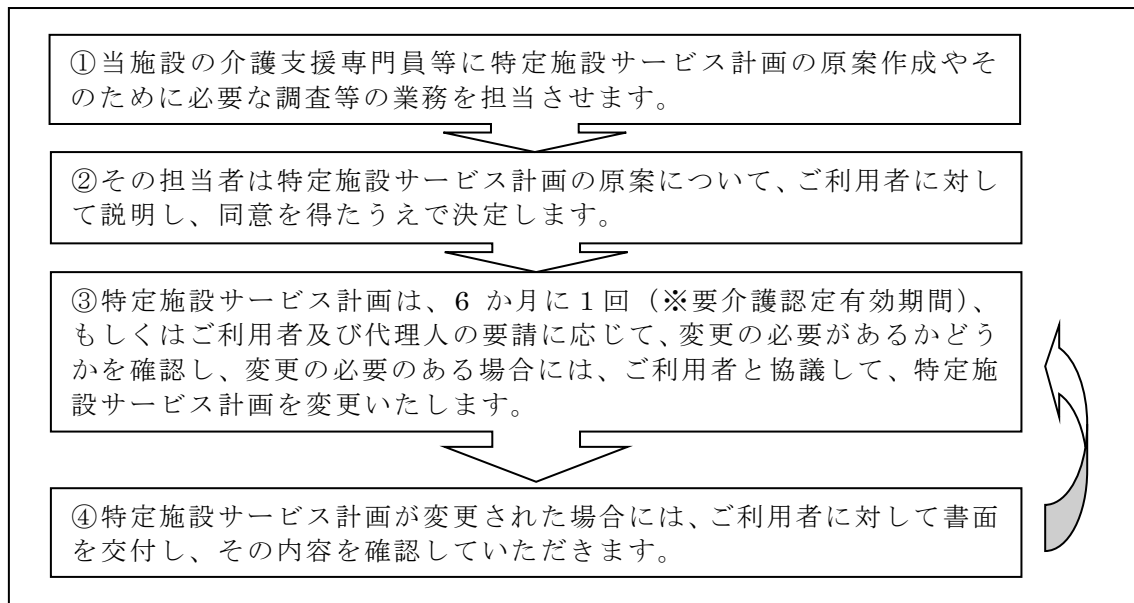 ①当施設の介護支援専門員等に特定施設サービス計画の原案作成やそ
のために必要な調査等の業務を担当させます。
②その担当者は特定施設サービス計画の原案について、ご利用者に対し
て説明し、同意を得たうえで決定します。
③特定施設サービス計画は、6 か月に1回（※要介護認定有効期間）、
もしくはご利用者及び代理人の要請に応じて、変更の必要があるかどう
かを確認し、変更の必要のある場合には、ご利用者と協議して、特定施
設サービス計画を変更いたします。
④特定施設サービス計画が変更された場合には、ご利用者に対して書面
を交付し、その内容を確認していただきます。